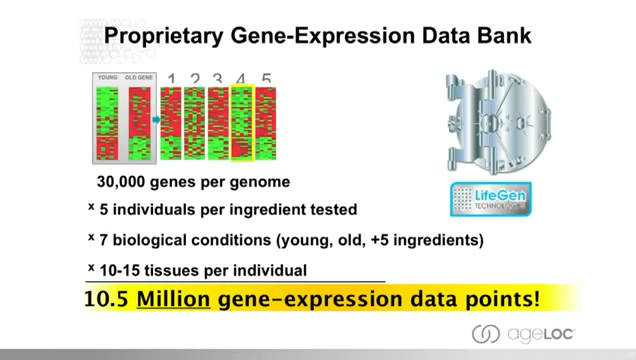 Proprietary Gene-Expression Data Bank
YOUNG OLD GENE 1 2 3 4 5
LifeGen
TECHNOLOGIES
30,000 genes per genome
x 5 individuals per ingredient tested
x 7 biological conditions (young, old, +5 ingredients)
x 10-15 tissues per individual
10.5 Million gene-expression data points!
ageLOC